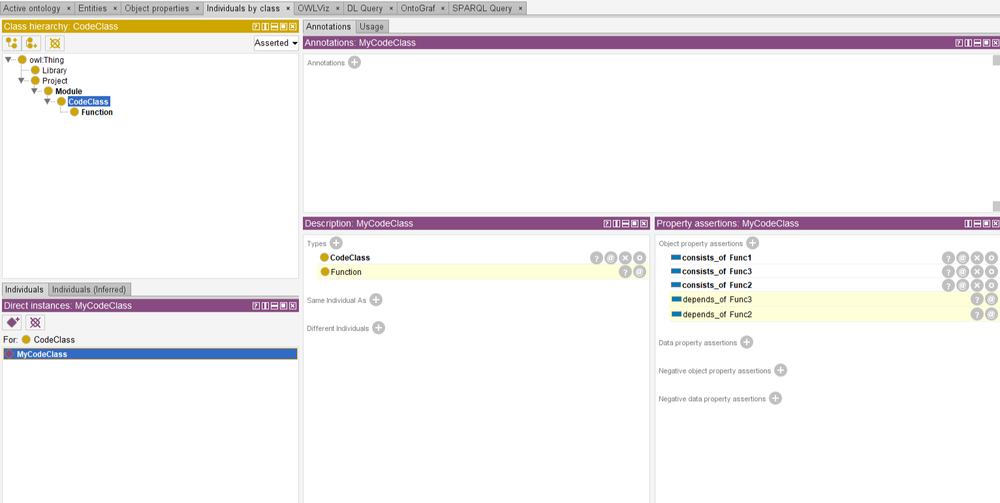 Active ontology × Entities × Object properties × Individuals by class × OWLViz × DL Query × OntoGraf × SPARQL Query ×
Class hierarchy: CodeClass
Asserted
owl:Thing
Library
Project
Module
CodeClass
Function
Individuals Individuals (Inferred)
Direct instances: MyCodeClass
For: CodeClass
MyCodeClass
Annotations Usage
Annotations: MyCodeClass
Annotations
Description: MyCodeClass
Types
CodeClass
Function
Same Individual As
Different Individuals
Property assertions: MyCodeClass
Object property assertions
consists_of Func1
consists_of Func3
consists_of Func2
depends_of Func3
depends_of Func2
Data property assertions
Negative object property assertions
Negative data property assertions